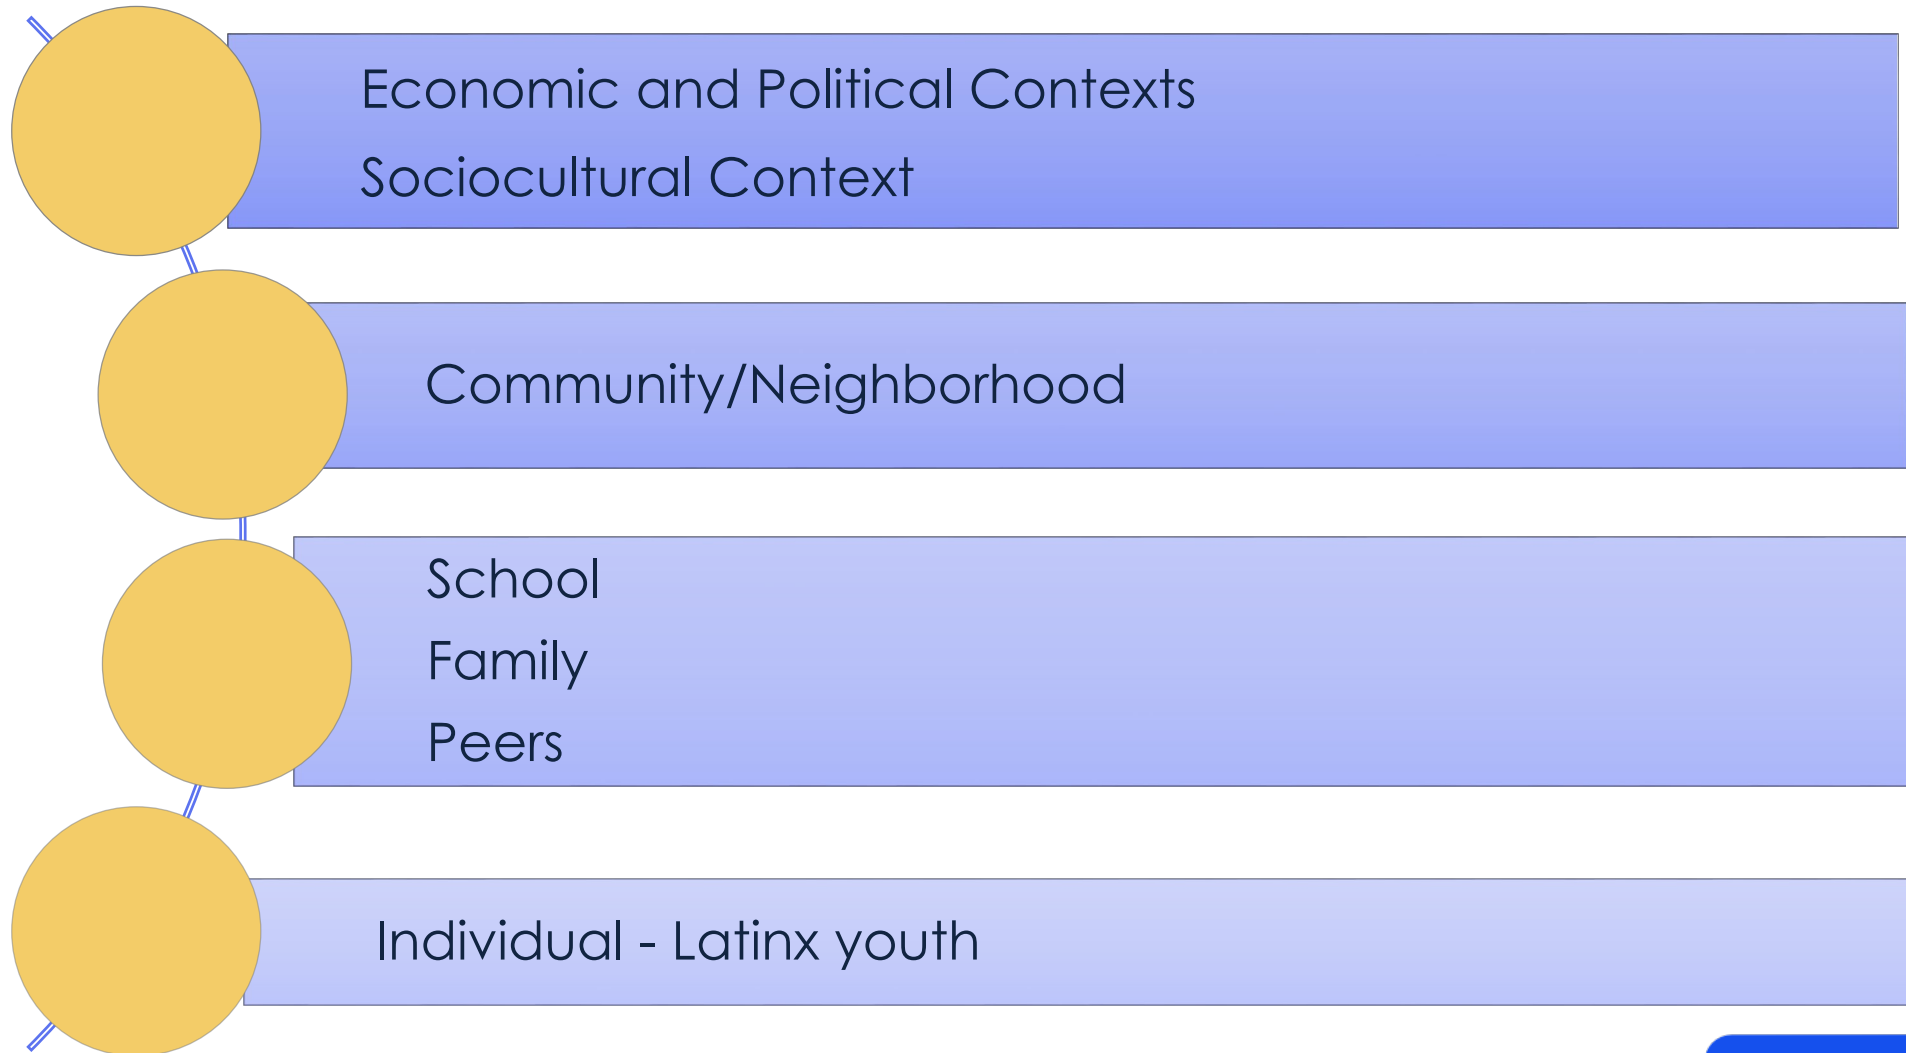 Economic and Political Contexts
Sociocultural Context
Community/Neighborhood
School
Family
Peers
Individual - Latinx youth